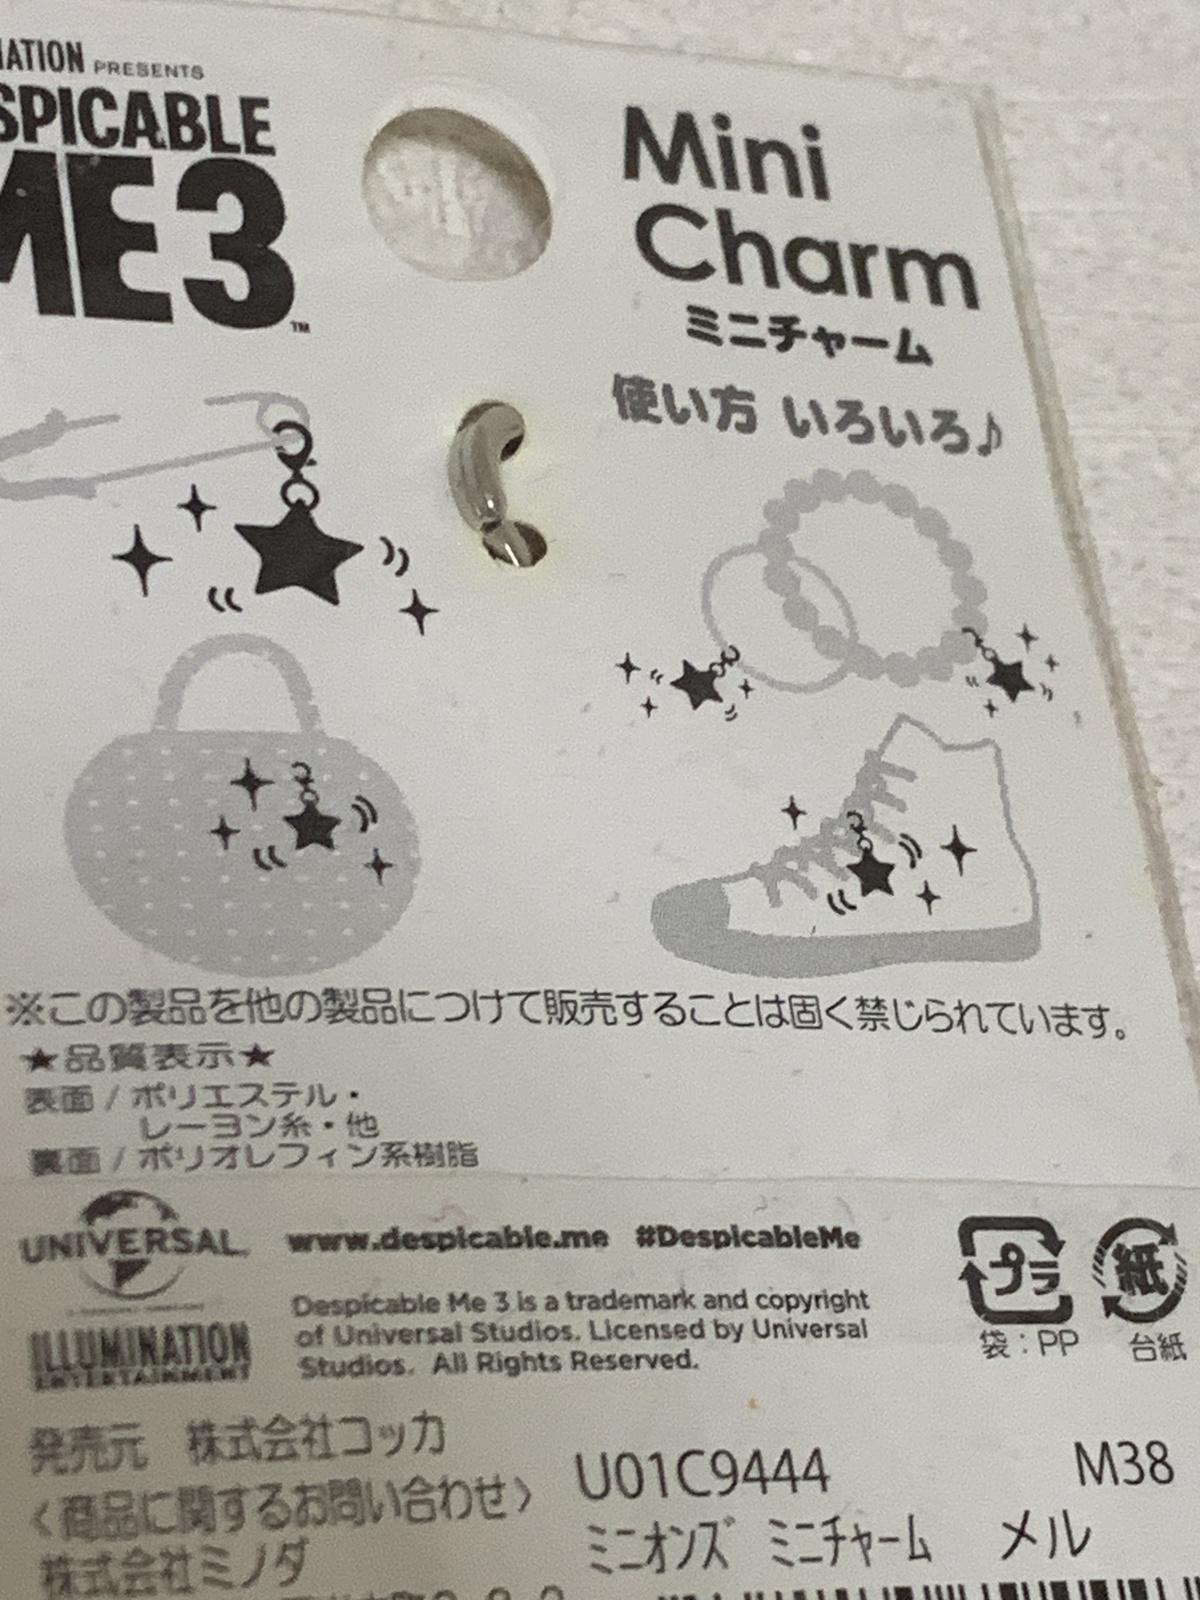 PRESENTS
ME3
TM
Mini
Charm
ミニチャーム
使い方 いろいろ♪
※この製品を他の製品につけて販売することは固く禁じられています。
★品質表示★
表面 / ポリエステル・
レーヨン糸・他
裏面 / ポリオレフィン系樹脂
UNIVERSAL
ILLUMINATION
ENTERTAINMENT
www.despicable.me #DespicableMe
Despicable Me 3 is a trademark and copyright
of Universal Studios. Licensed by Universal
Studios. All Rights Reserved.
プラ
袋：PP
紙
台紙
発売元 株式会社コッカ
〈商品に関するお問い合わせ〉
株式会社ミノダ
U01C9444
M38
ミニオンズ ミニチャーム メル